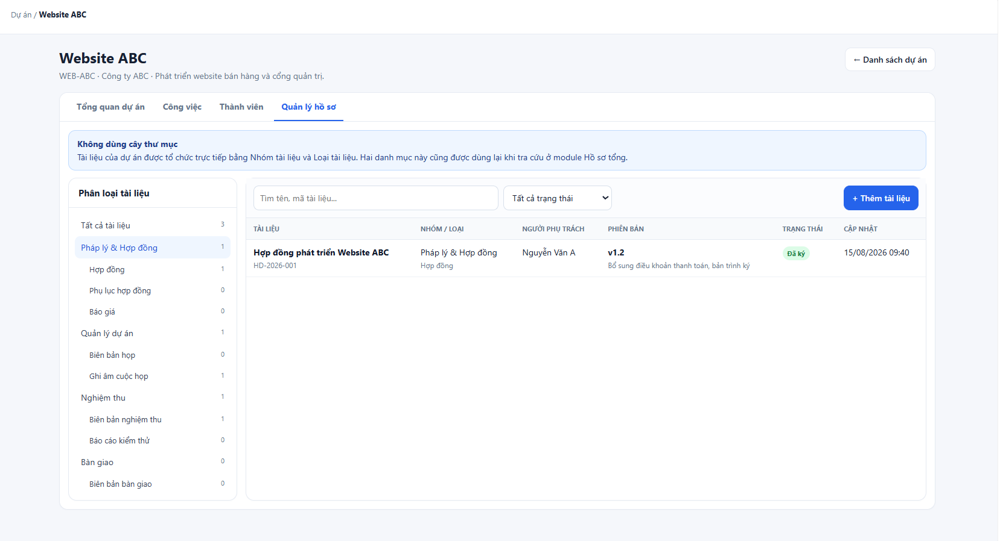 Dự án / Website ABC
Website ABC
← Danh sách dự án
WEB-ABC · Công ty ABC · Phát triển website bán hàng và cổng quản trị.
Tổng quan dự án Công việc Thành viên Quản lý hồ sơ
Không dùng cây thư mục
Tài liệu của dự án được tổ chức trực tiếp bằng Nhóm tài liệu và Loại tài liệu. Hai danh mục này cũng được dùng lại khi tra cứu ở module Hồ sơ tổng.
Phân loại tài liệu
Tất cả tài liệu 3
Pháp lý & Hợp đồng 1
Hợp đồng 1
Phụ lục hợp đồng 0
Báo giá 0
Quản lý dự án 1
Biên bản họp 0
Ghi âm cuộc họp 1
Nghiệm thu 1
Biên bản nghiệm thu 1
Báo cáo kiểm thử 0
Bàn giao 0
Biên bản bàn giao 0
Tìm tên, mã tài liệu... Tất cả trạng thái + Thêm tài liệu
TÀI LIỆU NHÓM / LOẠI NGƯỜI PHỤ TRÁCH PHIÊN BẢN TRẠNG THÁI CẬP NHẬT
Hợp đồng phát triển Website ABC Pháp lý & Hợp đồng Nguyễn Văn A v1.2 Đã ký 15/08/2026 09:40
HD-2026-001 Hợp đồng Bổ sung điều khoản thanh toán, bản trình ký